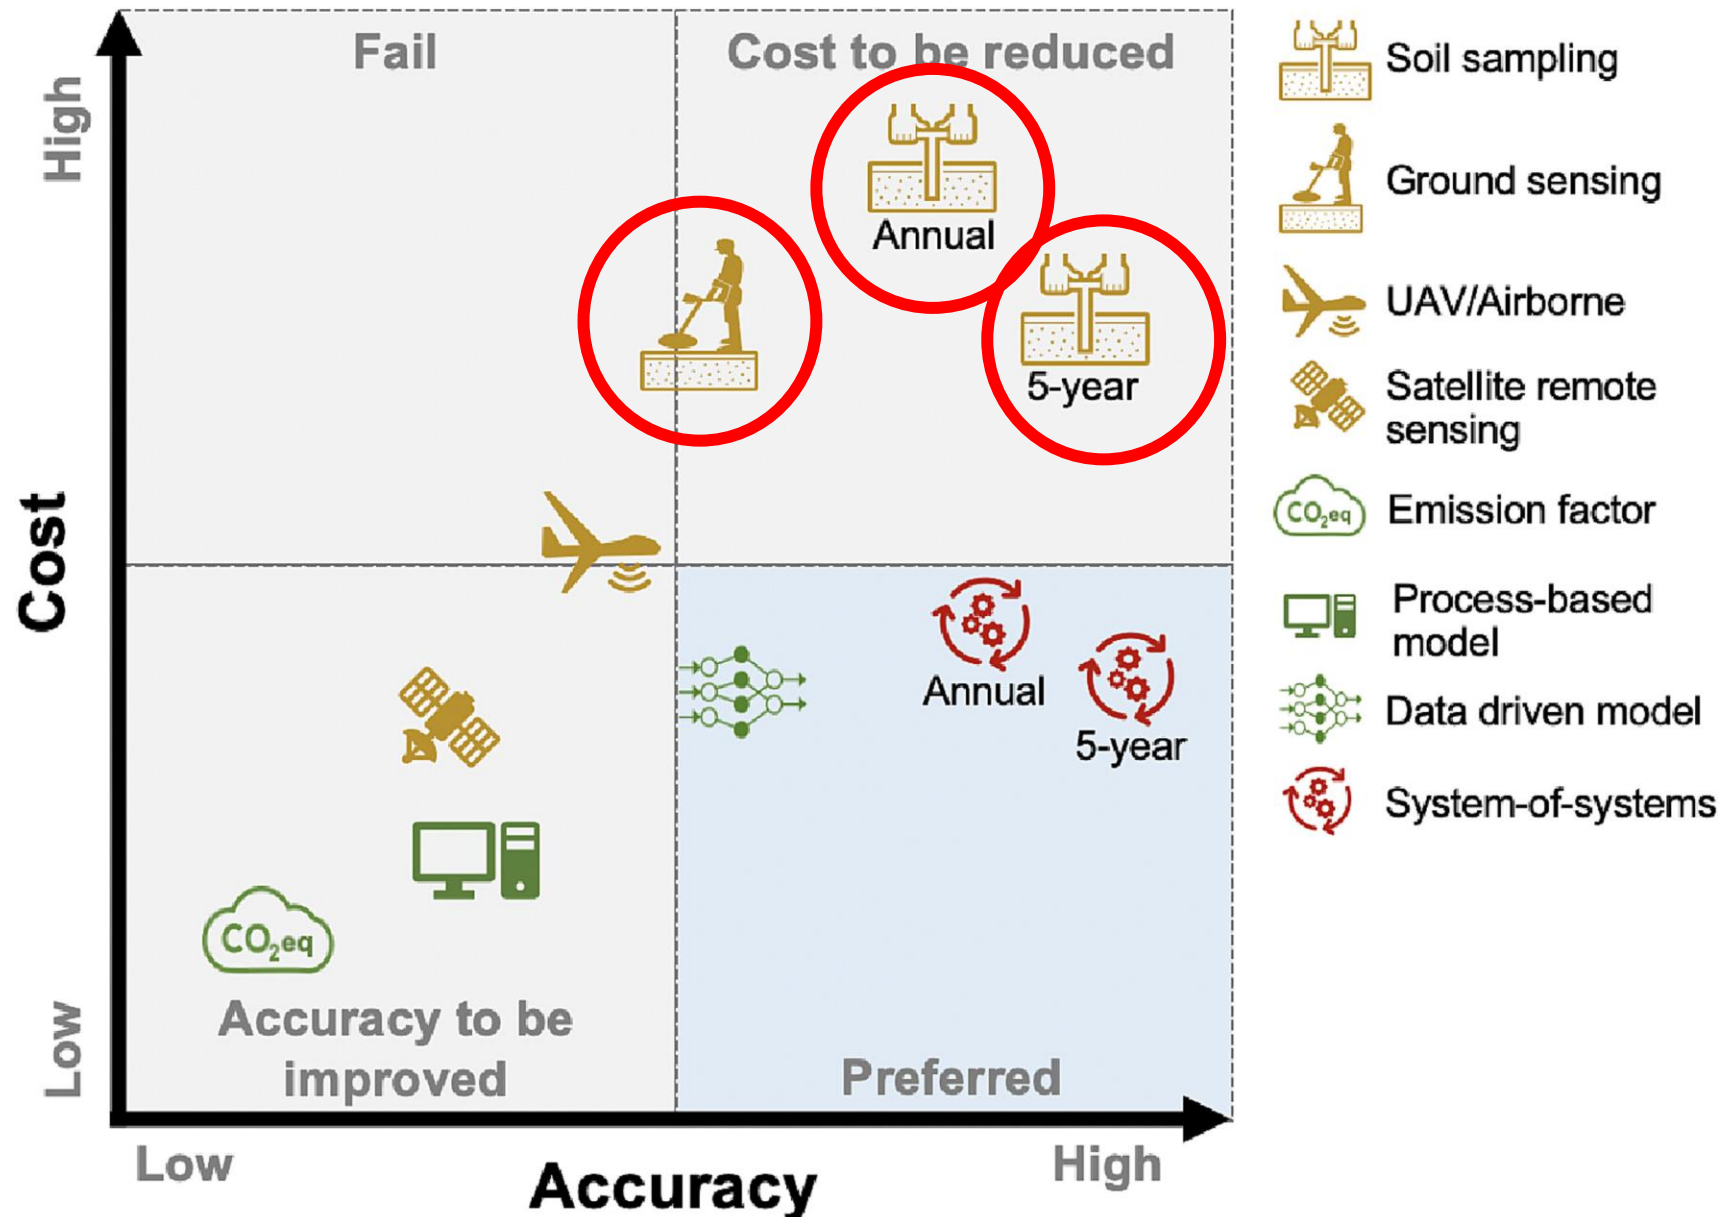 Fail
Cost to be reduced
High
Annual
5-year
Cost
Annual
5-year
CO₂eq
Accuracy to be
improved
Preferred
Low
Low
High
Accuracy
Soil sampling
Ground sensing
UAV/Airborne
Satellite remote
sensing
CO₂eq
Emission factor
Process-based
model
Data driven model
System-of-systems